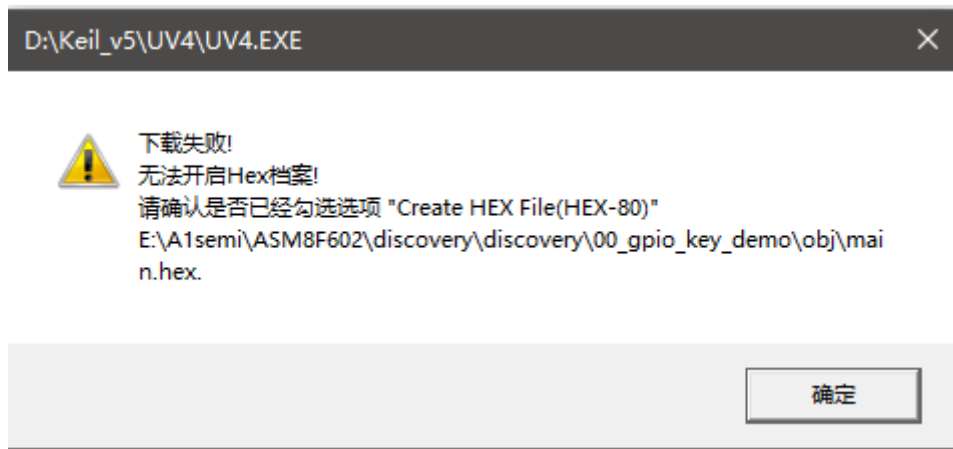 D:\Keil_v5\UV4\UV4.EXE
下载失败!
无法开启Hex档案!
请确认是否已经勾选选项 "Create HEX File(HEX-80)"
E:\A1semi\ASM8F602\discovery\discovery\00_gpio_key_demo\obj\mai
n.hex.
确定